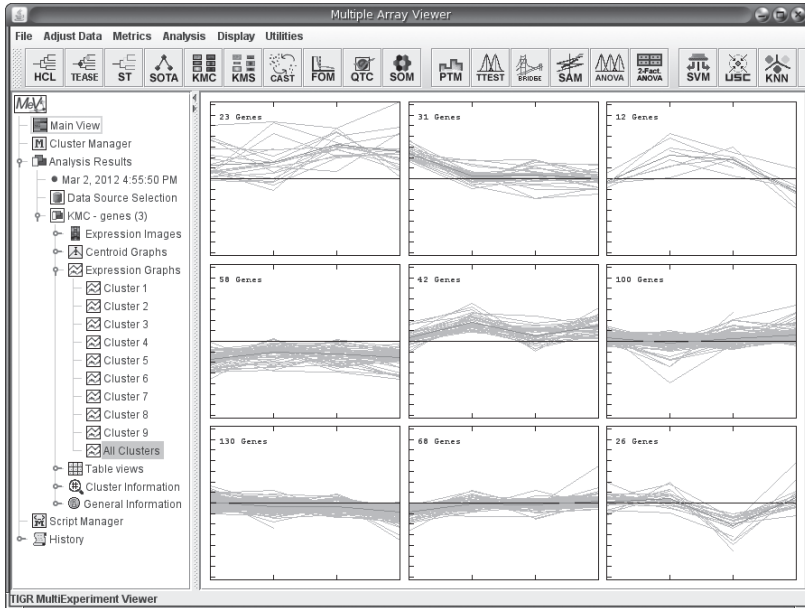 Multiple Array Viewer
File Adjust Data Metrics Analysis Display Utilities
HCL TEASE ST SOTA KMC KMS CAST FOM QTC SOM PTM TTEST BRIDGE SAM ANOVA 2-Fact. ANOVA SVM USC KNN
MeV
Main View
M Cluster Manager
Analysis Results
Mar 2, 2012 4:55:50 PM
Data Source Selection
KMC - genes (3)
Expression Images
Centroid Graphs
Expression Graphs
Cluster 1
Cluster 2
Cluster 3
Cluster 4
Cluster 5
Cluster 6
Cluster 7
Cluster 8
Cluster 9
All Clusters
Table views
Cluster Information
General Information
Script Manager
History
23 Genes
31 Genes
12 Genes
58 Genes
42 Genes
100 Genes
130 Genes
68 Genes
26 Genes
TIGR MultiExperiment Viewer